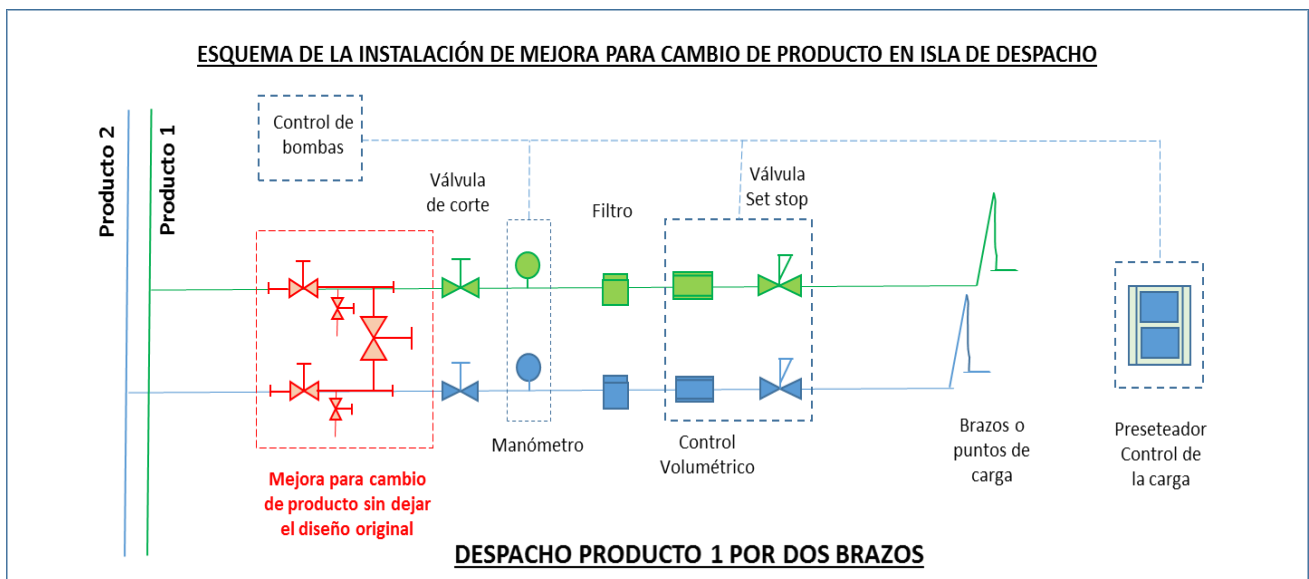 ESQUEMA DE LA INSTALACIÓN DE MEJORA PARA CAMBIO DE PRODUCTO EN ISLA DE DESPACHO
Producto 2
Producto 1
Control de
bombas
Válvula
de corte
Filtro
Válvula
Set stop
Manómetro
Control
Volumétrico
Brazos o
puntos de
carga
Preseteador
Control de
la carga
Mejora para cambio
de producto sin dejar
el diseño original
DESPACHO PRODUCTO 1 POR DOS BRAZOS